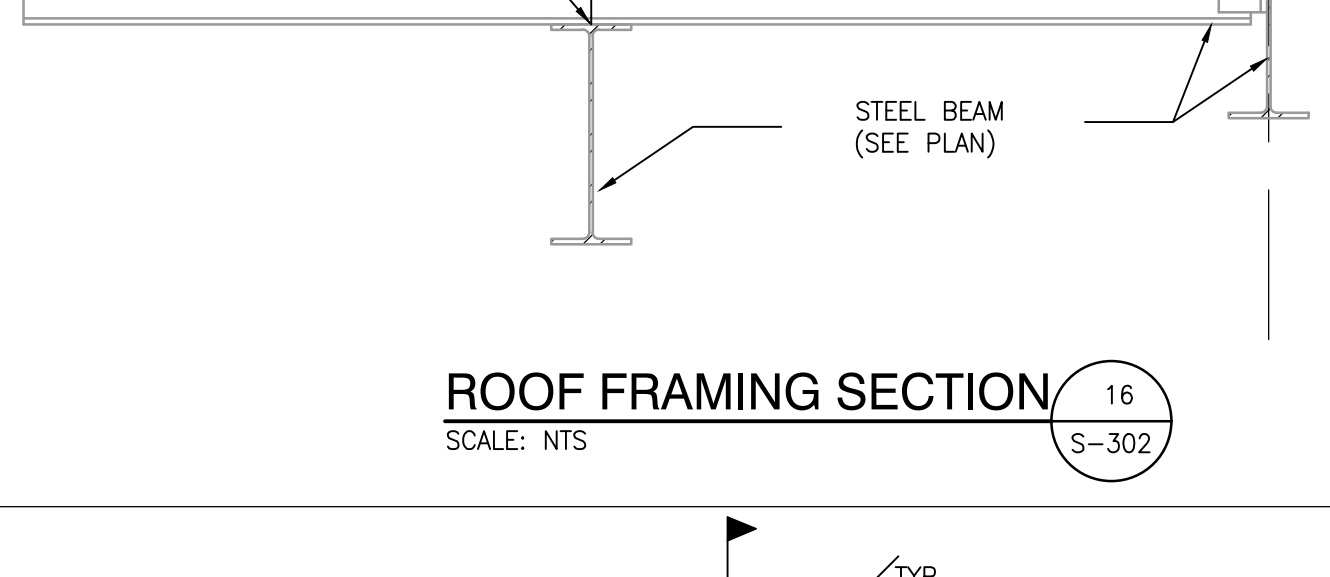 STEEL BEAM
(SEE PLAN)
ROOF FRAMING SECTION
16
SCALE: NTS
S-302
TYP